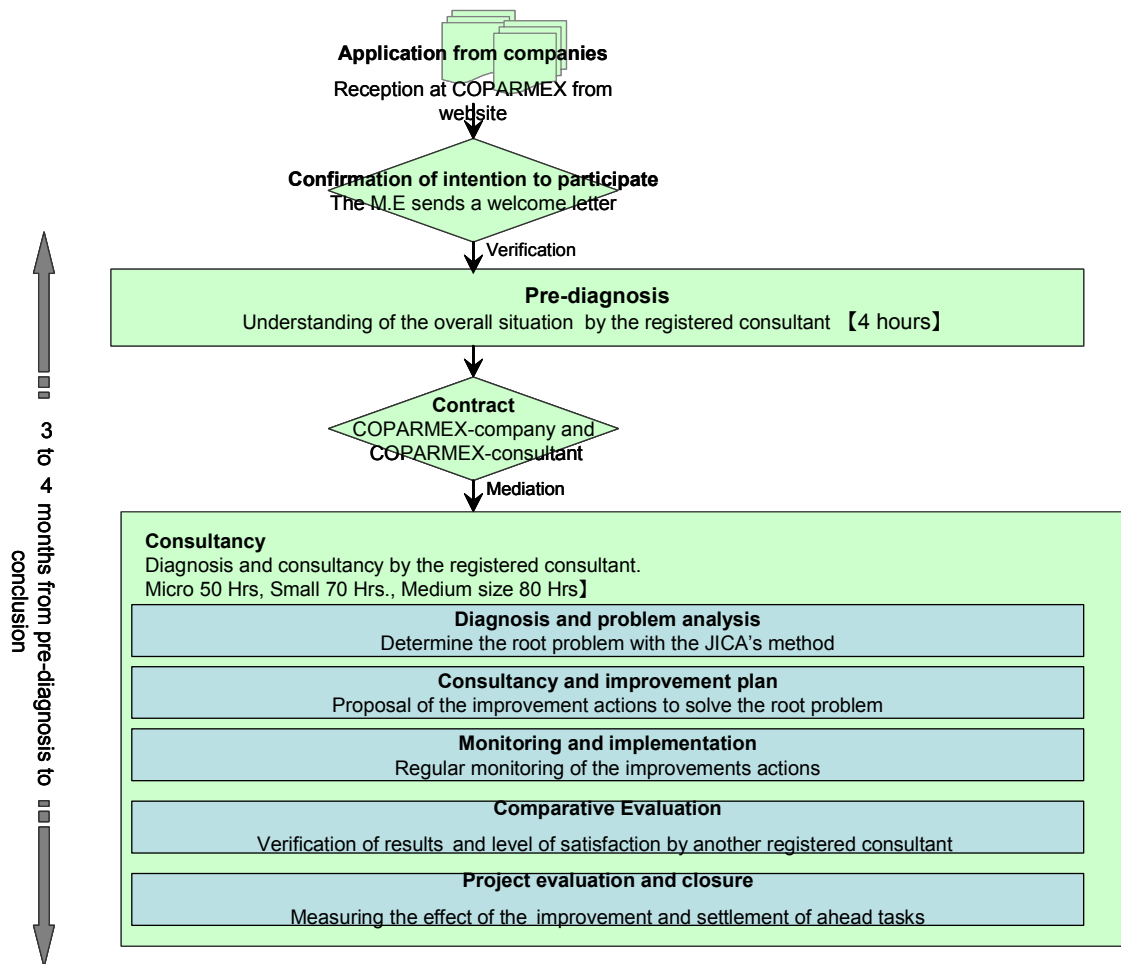 Application from companies
Reception at COPARMEX from
website
Confirmation of intention to participate
The M.E sends a welcome letter
Verification
Pre-diagnosis
Understanding of the overall situation by the registered consultant 【4 hours】
Contract
COPARMEX-company and
COPARMEX-consultant
Mediation
3 to 4 months from pre-diagnosis to
conclusion
Consultancy
Diagnosis and consultancy by the registered consultant.
Micro 50 Hrs, Small 70 Hrs., Medium size 80 Hrs】
Diagnosis and problem analysis
Determine the root problem with the JICA's method
Consultancy and improvement plan
Proposal of the improvement actions to solve the root problem
Monitoring and implementation
Regular monitoring of the improvements actions
Comparative Evaluation
Verification of results and level of satisfaction by another registered consultant
Project evaluation and closure
Measuring the effect of the improvement and settlement of ahead tasks